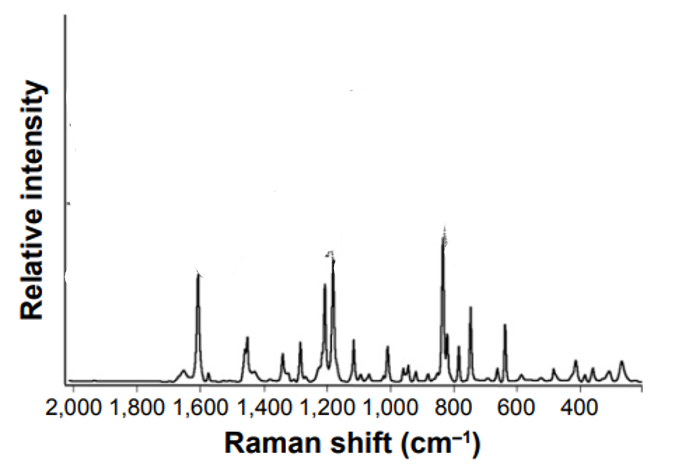 Relative intensity
2,000 1,800 1,600 1,400 1,200 1,000 800 600 400
Raman shift (cm⁻¹)